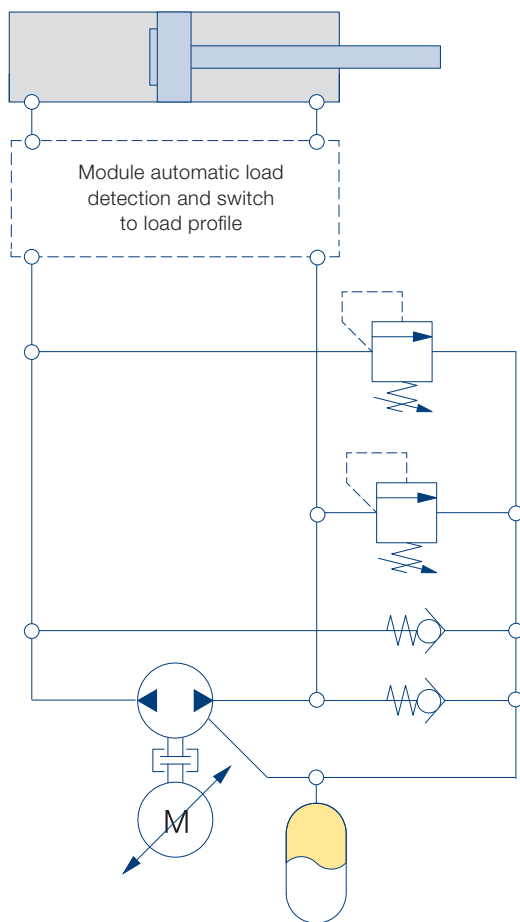 Module automatic load
detection and switch
to load profile
M